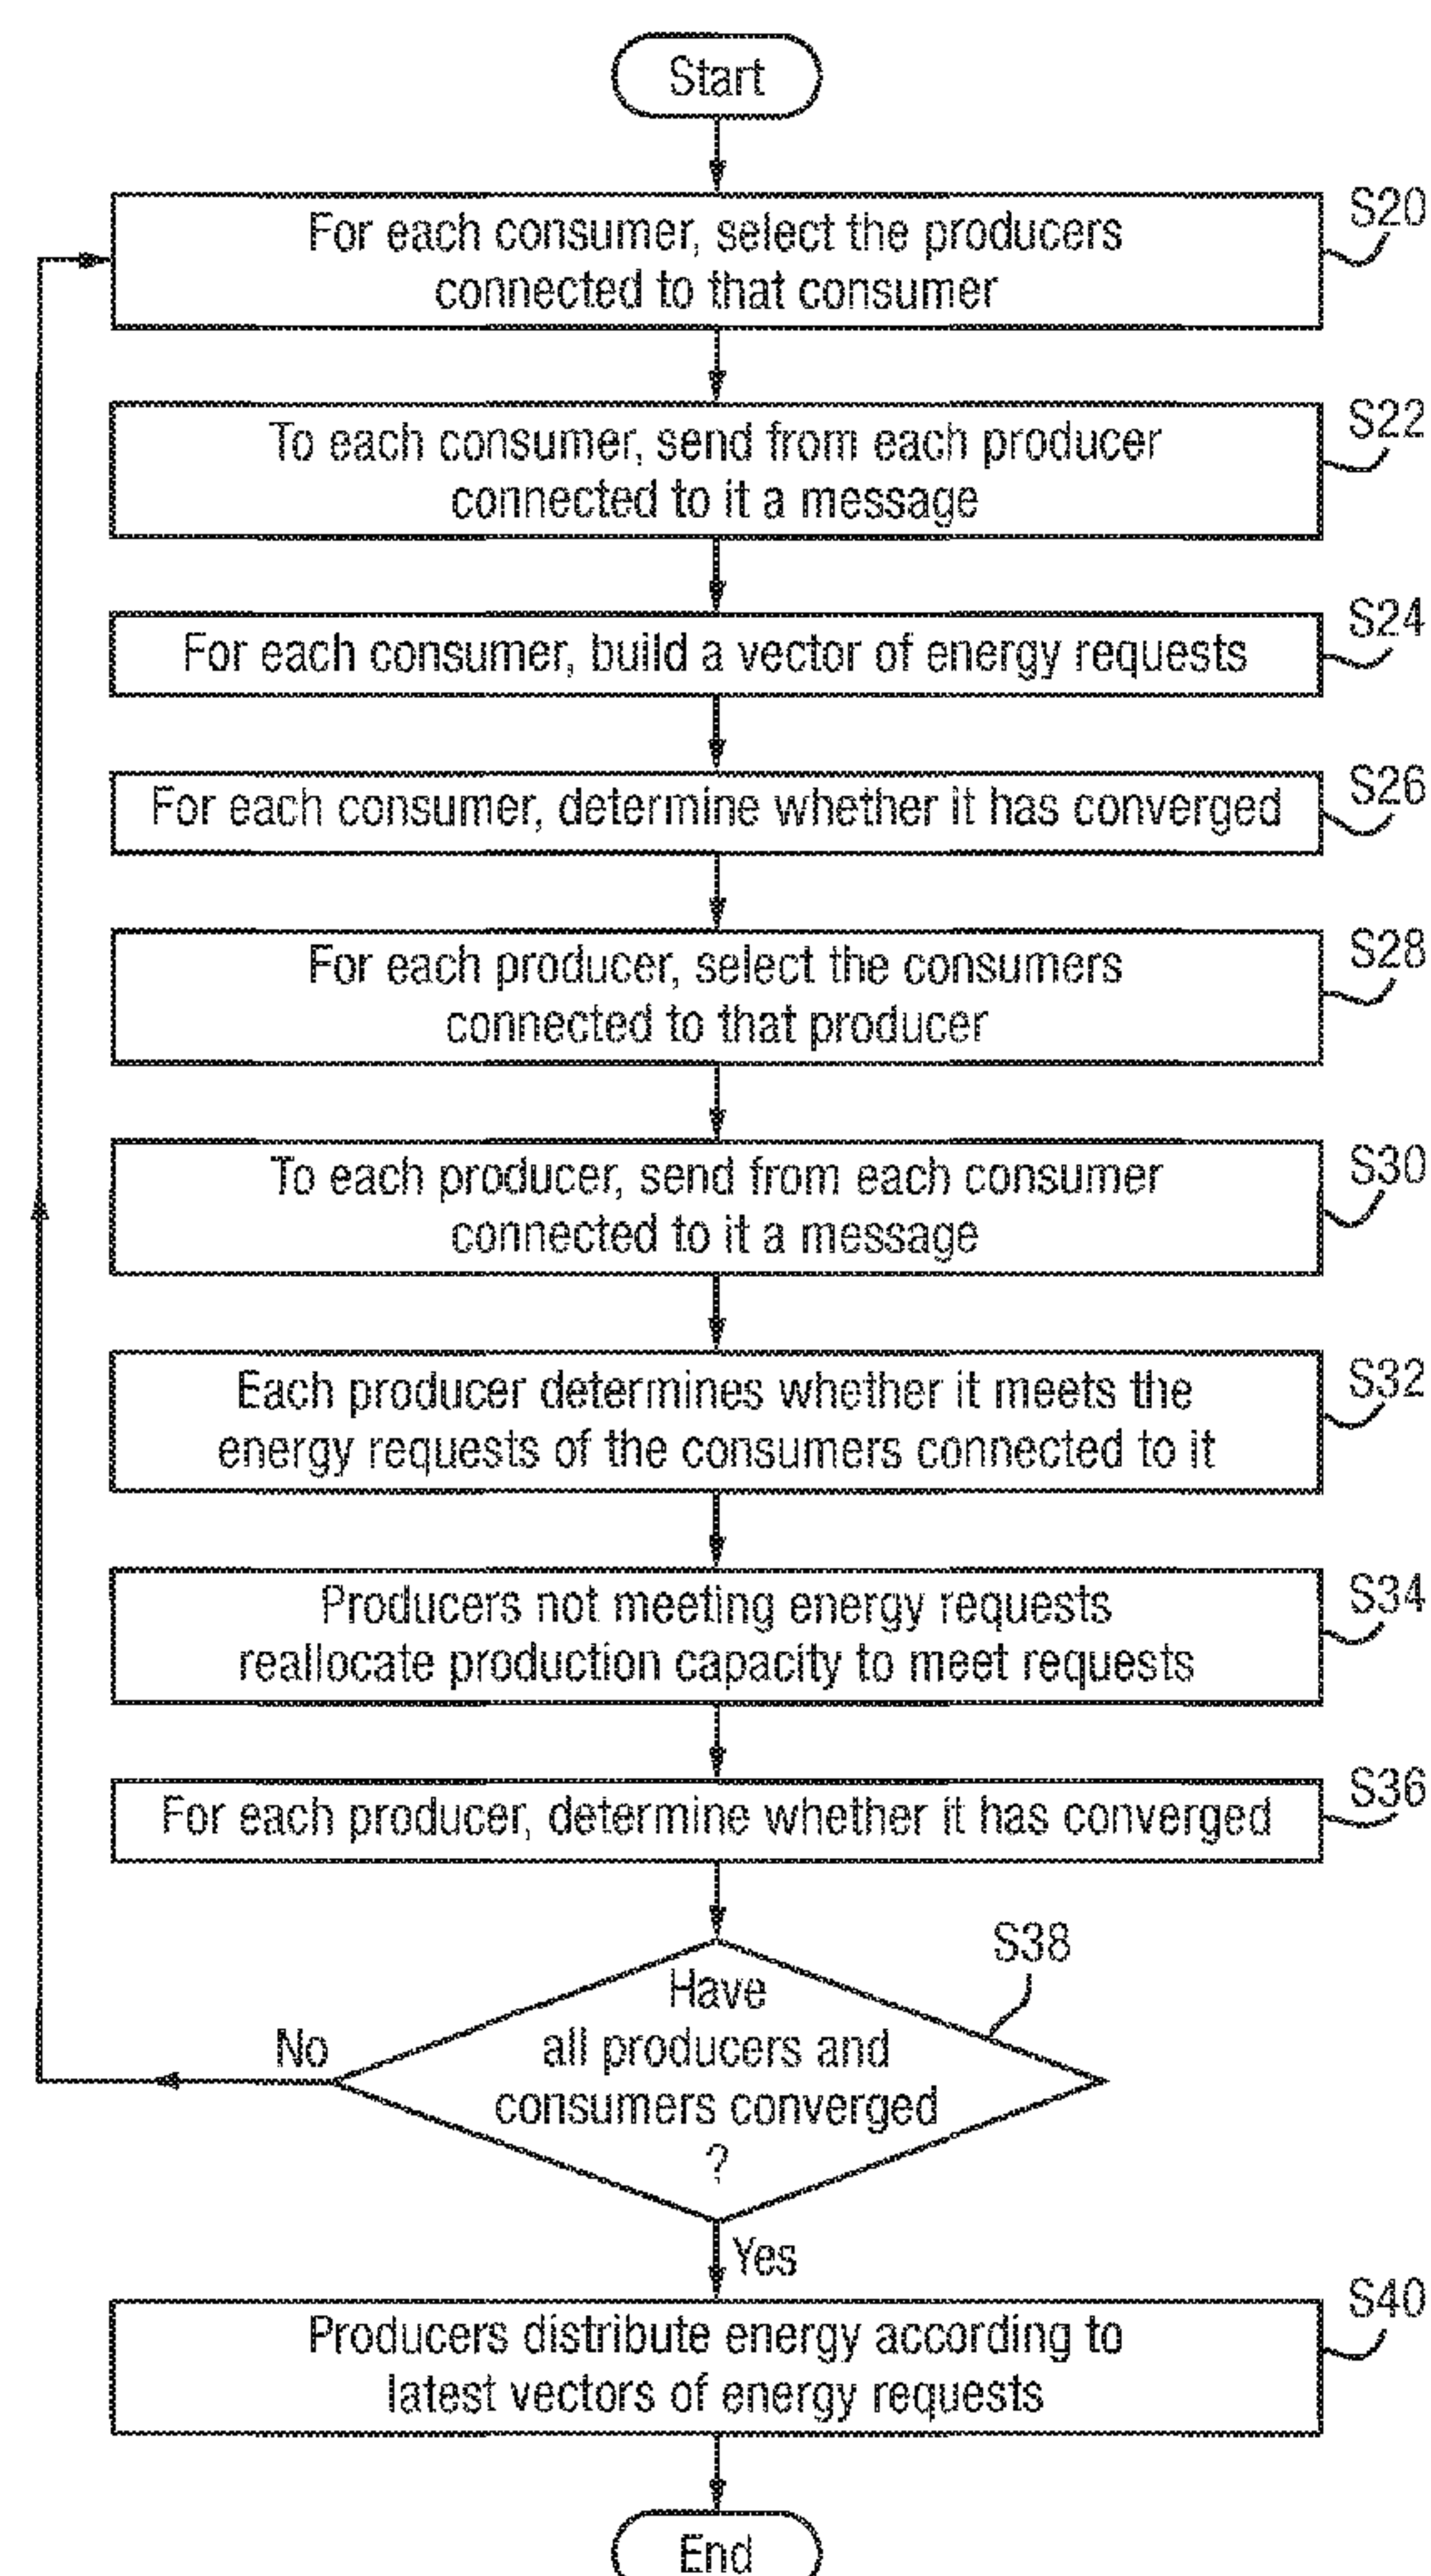 Start
For each consumer, select the producers
connected to that consumer
S20
To each consumer, send from each producer
connected to it a message
S22
For each consumer, build a vector of energy requests
S24
For each consumer, determine whether it has converged
S26
For each producer, select the consumers
connected to that producer
S28
To each producer, send from each consumer
connected to it a message
S30
Each producer determines whether it meets the
energy requests of the consumers connected to it
S32
Producers not meeting energy requests
reallocate production capacity to meet requests
S34
For each producer, determine whether it has converged
S36
S38
Have
all producers and
consumers converged
?
No
Yes
Producers distribute energy according to
latest vectors of energy requests
S40
End